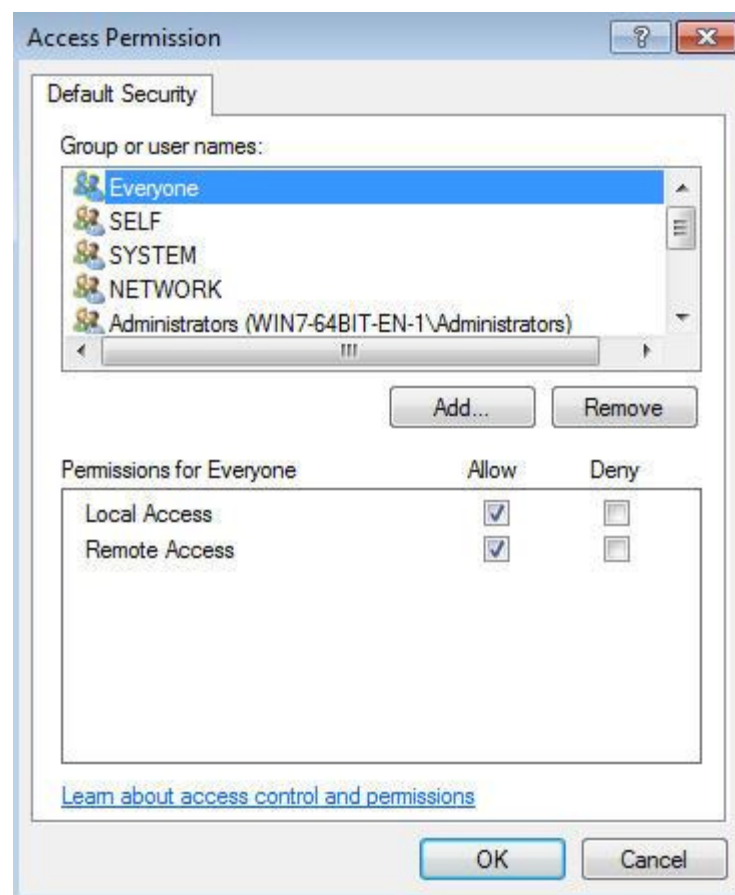 Access Permission
Default Security
Group or user names:
Everyone
SELF
SYSTEM
NETWORK
Administrators (WIN7-64BIT-EN-1\Administrators)
Add... Remove
Permissions for Everyone Allow Deny
Local Access
Remote Access
Learn about access control and permissions
OK Cancel